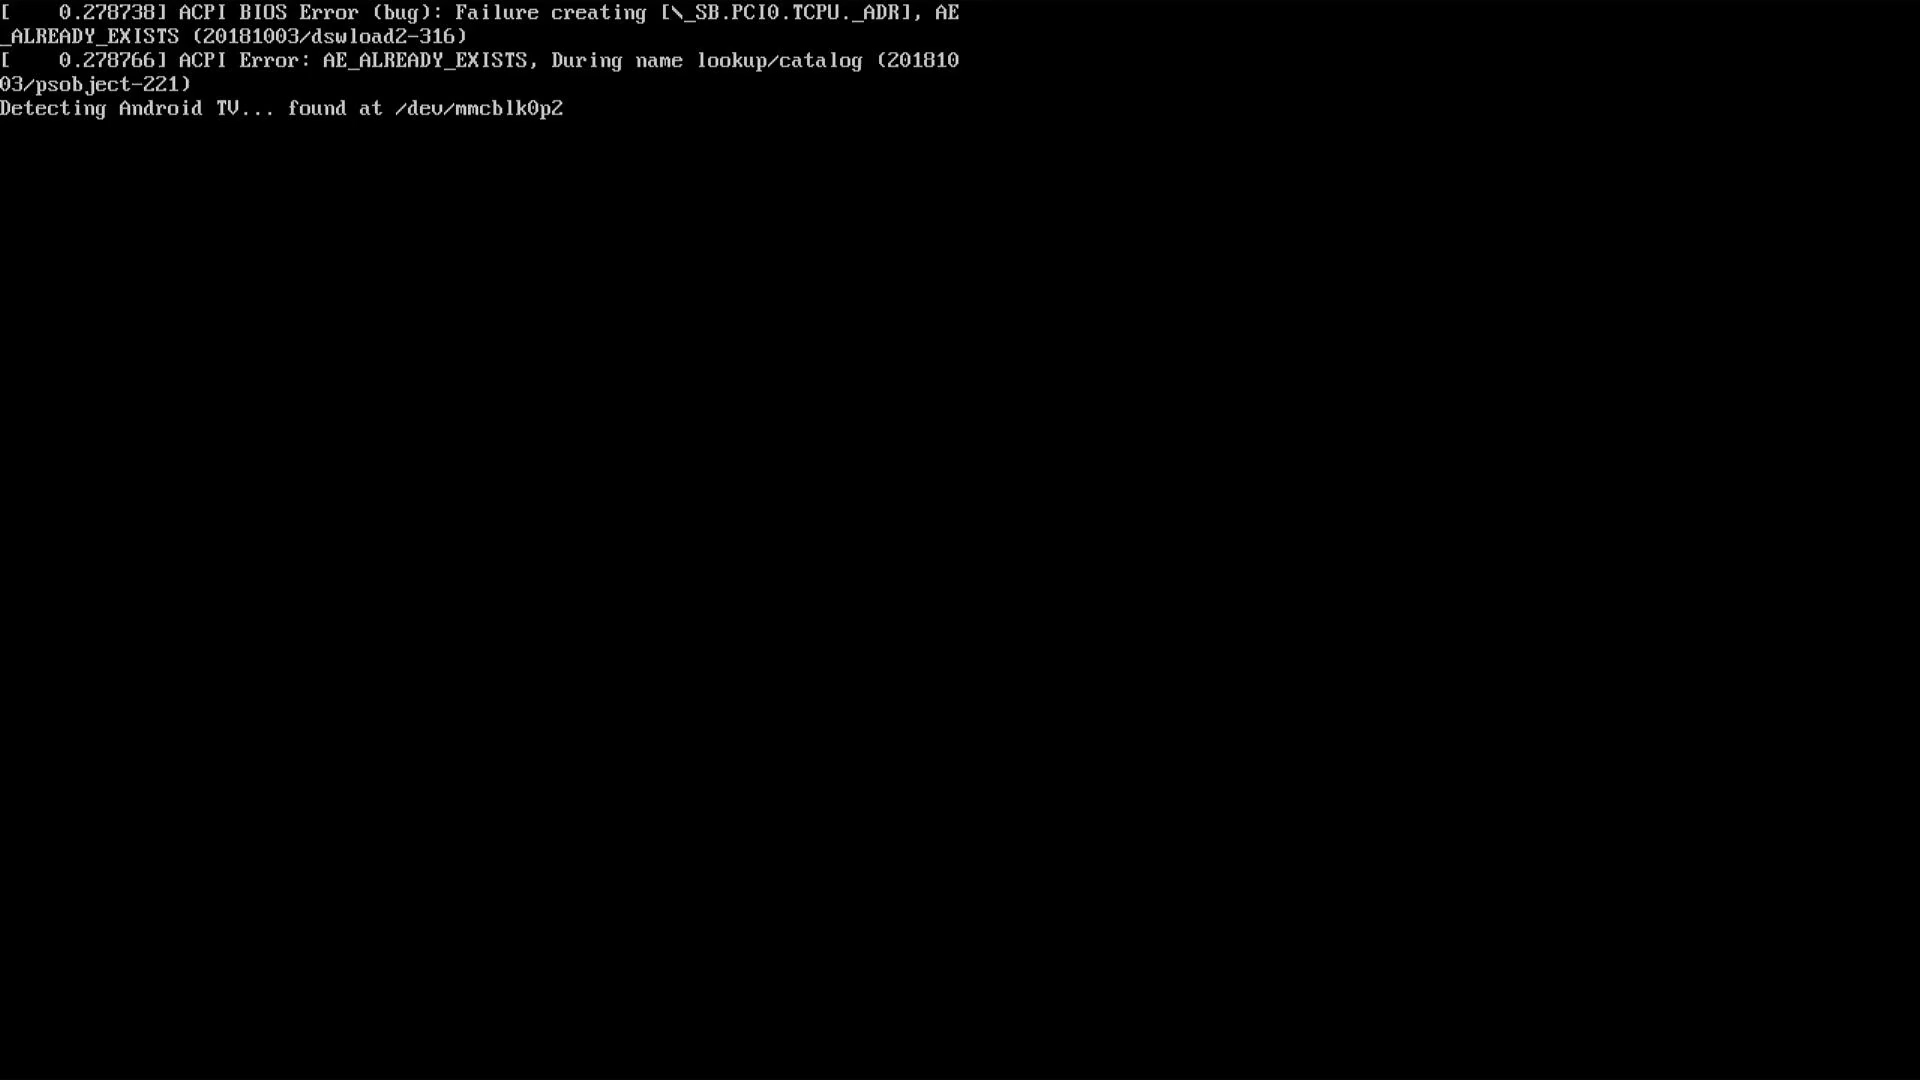 [    0.278738] ACPI BIOS Error (bug): Failure creating [\_SB.PCI0.TCPU._ADR], AE
_ALREADY_EXISTS (20181003/dswload2-316)
[    0.278766] ACPI Error: AE_ALREADY_EXISTS, During name lookup/catalog (201810
03/psobject-221)
Detecting Android TV... found at /dev/mmcblk0p2